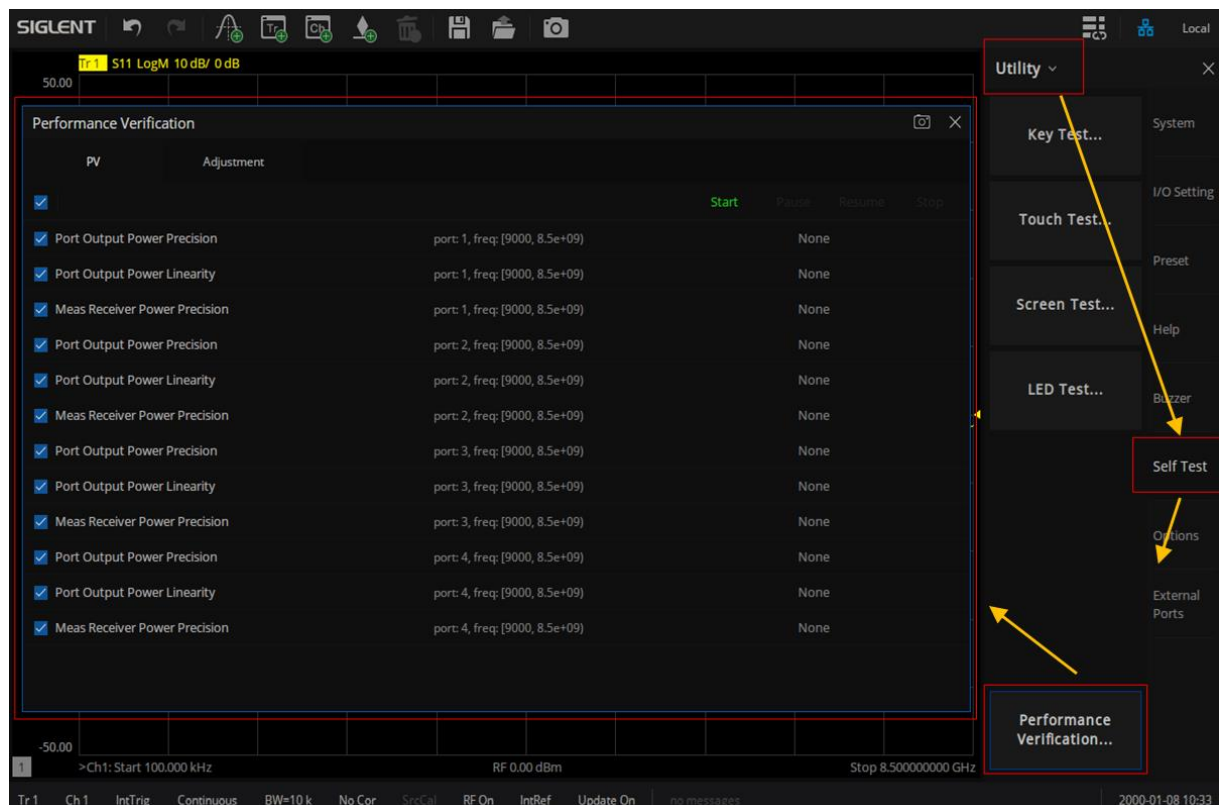 SIGLENT
Local
Tr 1 S11 LogM 10 dB/ 0 dB
50.00
Utility
Performance Verification
PV Adjustment
Start Pause Resume Stop
Port Output Power Precision port: 1, freq: [9000, 8.5e+09) None
Port Output Power Linearity port: 1, freq: [9000, 8.5e+09) None
Meas Receiver Power Precision port: 1, freq: [9000, 8.5e+09) None
Port Output Power Precision port: 2, freq: [9000, 8.5e+09) None
Port Output Power Linearity port: 2, freq: [9000, 8.5e+09) None
Meas Receiver Power Precision port: 2, freq: [9000, 8.5e+09) None
Port Output Power Precision port: 3, freq: [9000, 8.5e+09) None
Port Output Power Linearity port: 3, freq: [9000, 8.5e+09) None
Meas Receiver Power Precision port: 3, freq: [9000, 8.5e+09) None
Port Output Power Precision port: 4, freq: [9000, 8.5e+09) None
Port Output Power Linearity port: 4, freq: [9000, 8.5e+09) None
Meas Receiver Power Precision port: 4, freq: [9000, 8.5e+09) None
Key Test...
Touch Test...
Screen Test...
LED Test...
Performance
Verification...
System
I/O Setting
Preset
Help
Buzzer
Self Test
Options
External
Ports
-50.00
1 >Ch1: Start 100.000 kHz RF 0.00 dBm Stop 8.500000000 GHz
Tr 1 Ch 1 IntTrig Continuous BW=10 k No Cor SrcCal RF On IntRef Update On no messages 2000-01-08 10:33